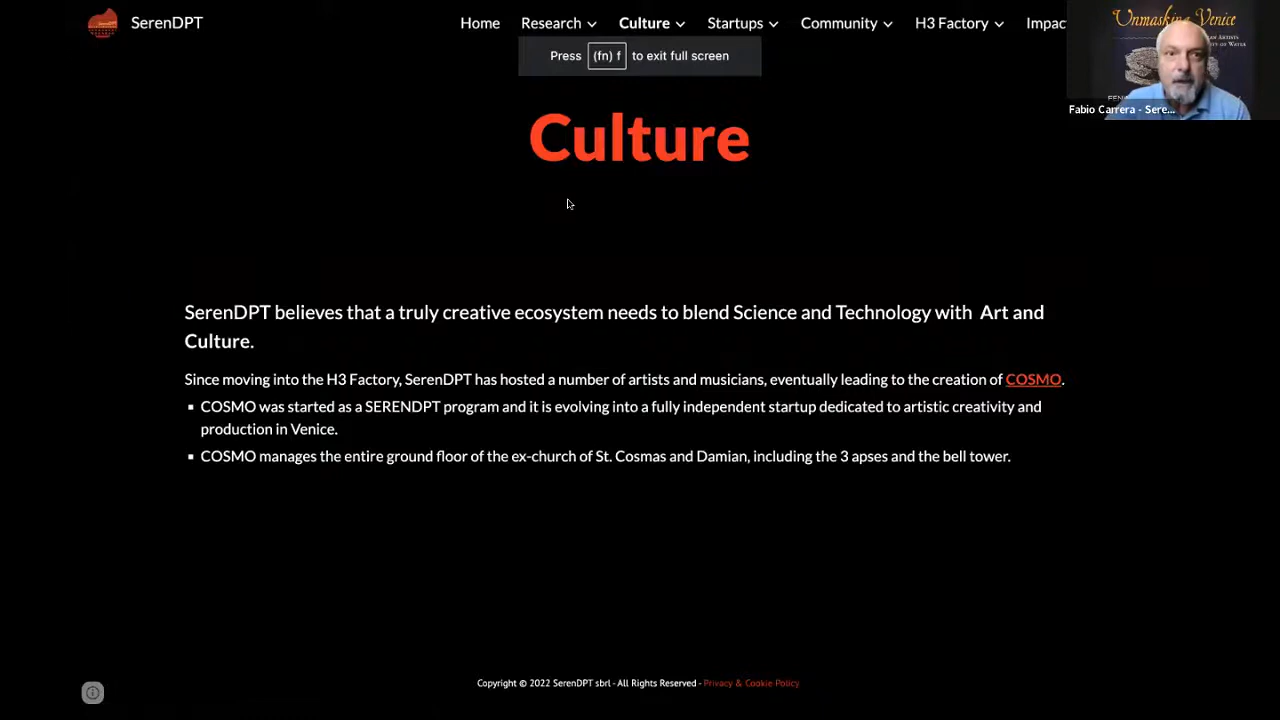 SerenDPT
Home Research Culture Startups Community H3 Factory Impac
Press (fn) f to exit full screen
Unmasking Venice
Fabio Carrera - Sere...
Culture
SerenDPT believes that a truly creative ecosystem needs to blend Science and Technology with Art and
Culture.
Since moving into the H3 Factory, SerenDPT has hosted a number of artists and musicians, eventually leading to the creation of COSMO.
▪ COSMO was started as a SERENDPT program and it is evolving into a fully independent startup dedicated to artistic creativity and
production in Venice.
▪ COSMO manages the entire ground floor of the ex-church of St. Cosmas and Damian, including the 3 apses and the bell tower.
Copyright © 2022 SerenDPT sbrl - All Rights Reserved - Privacy & Cookie Policy